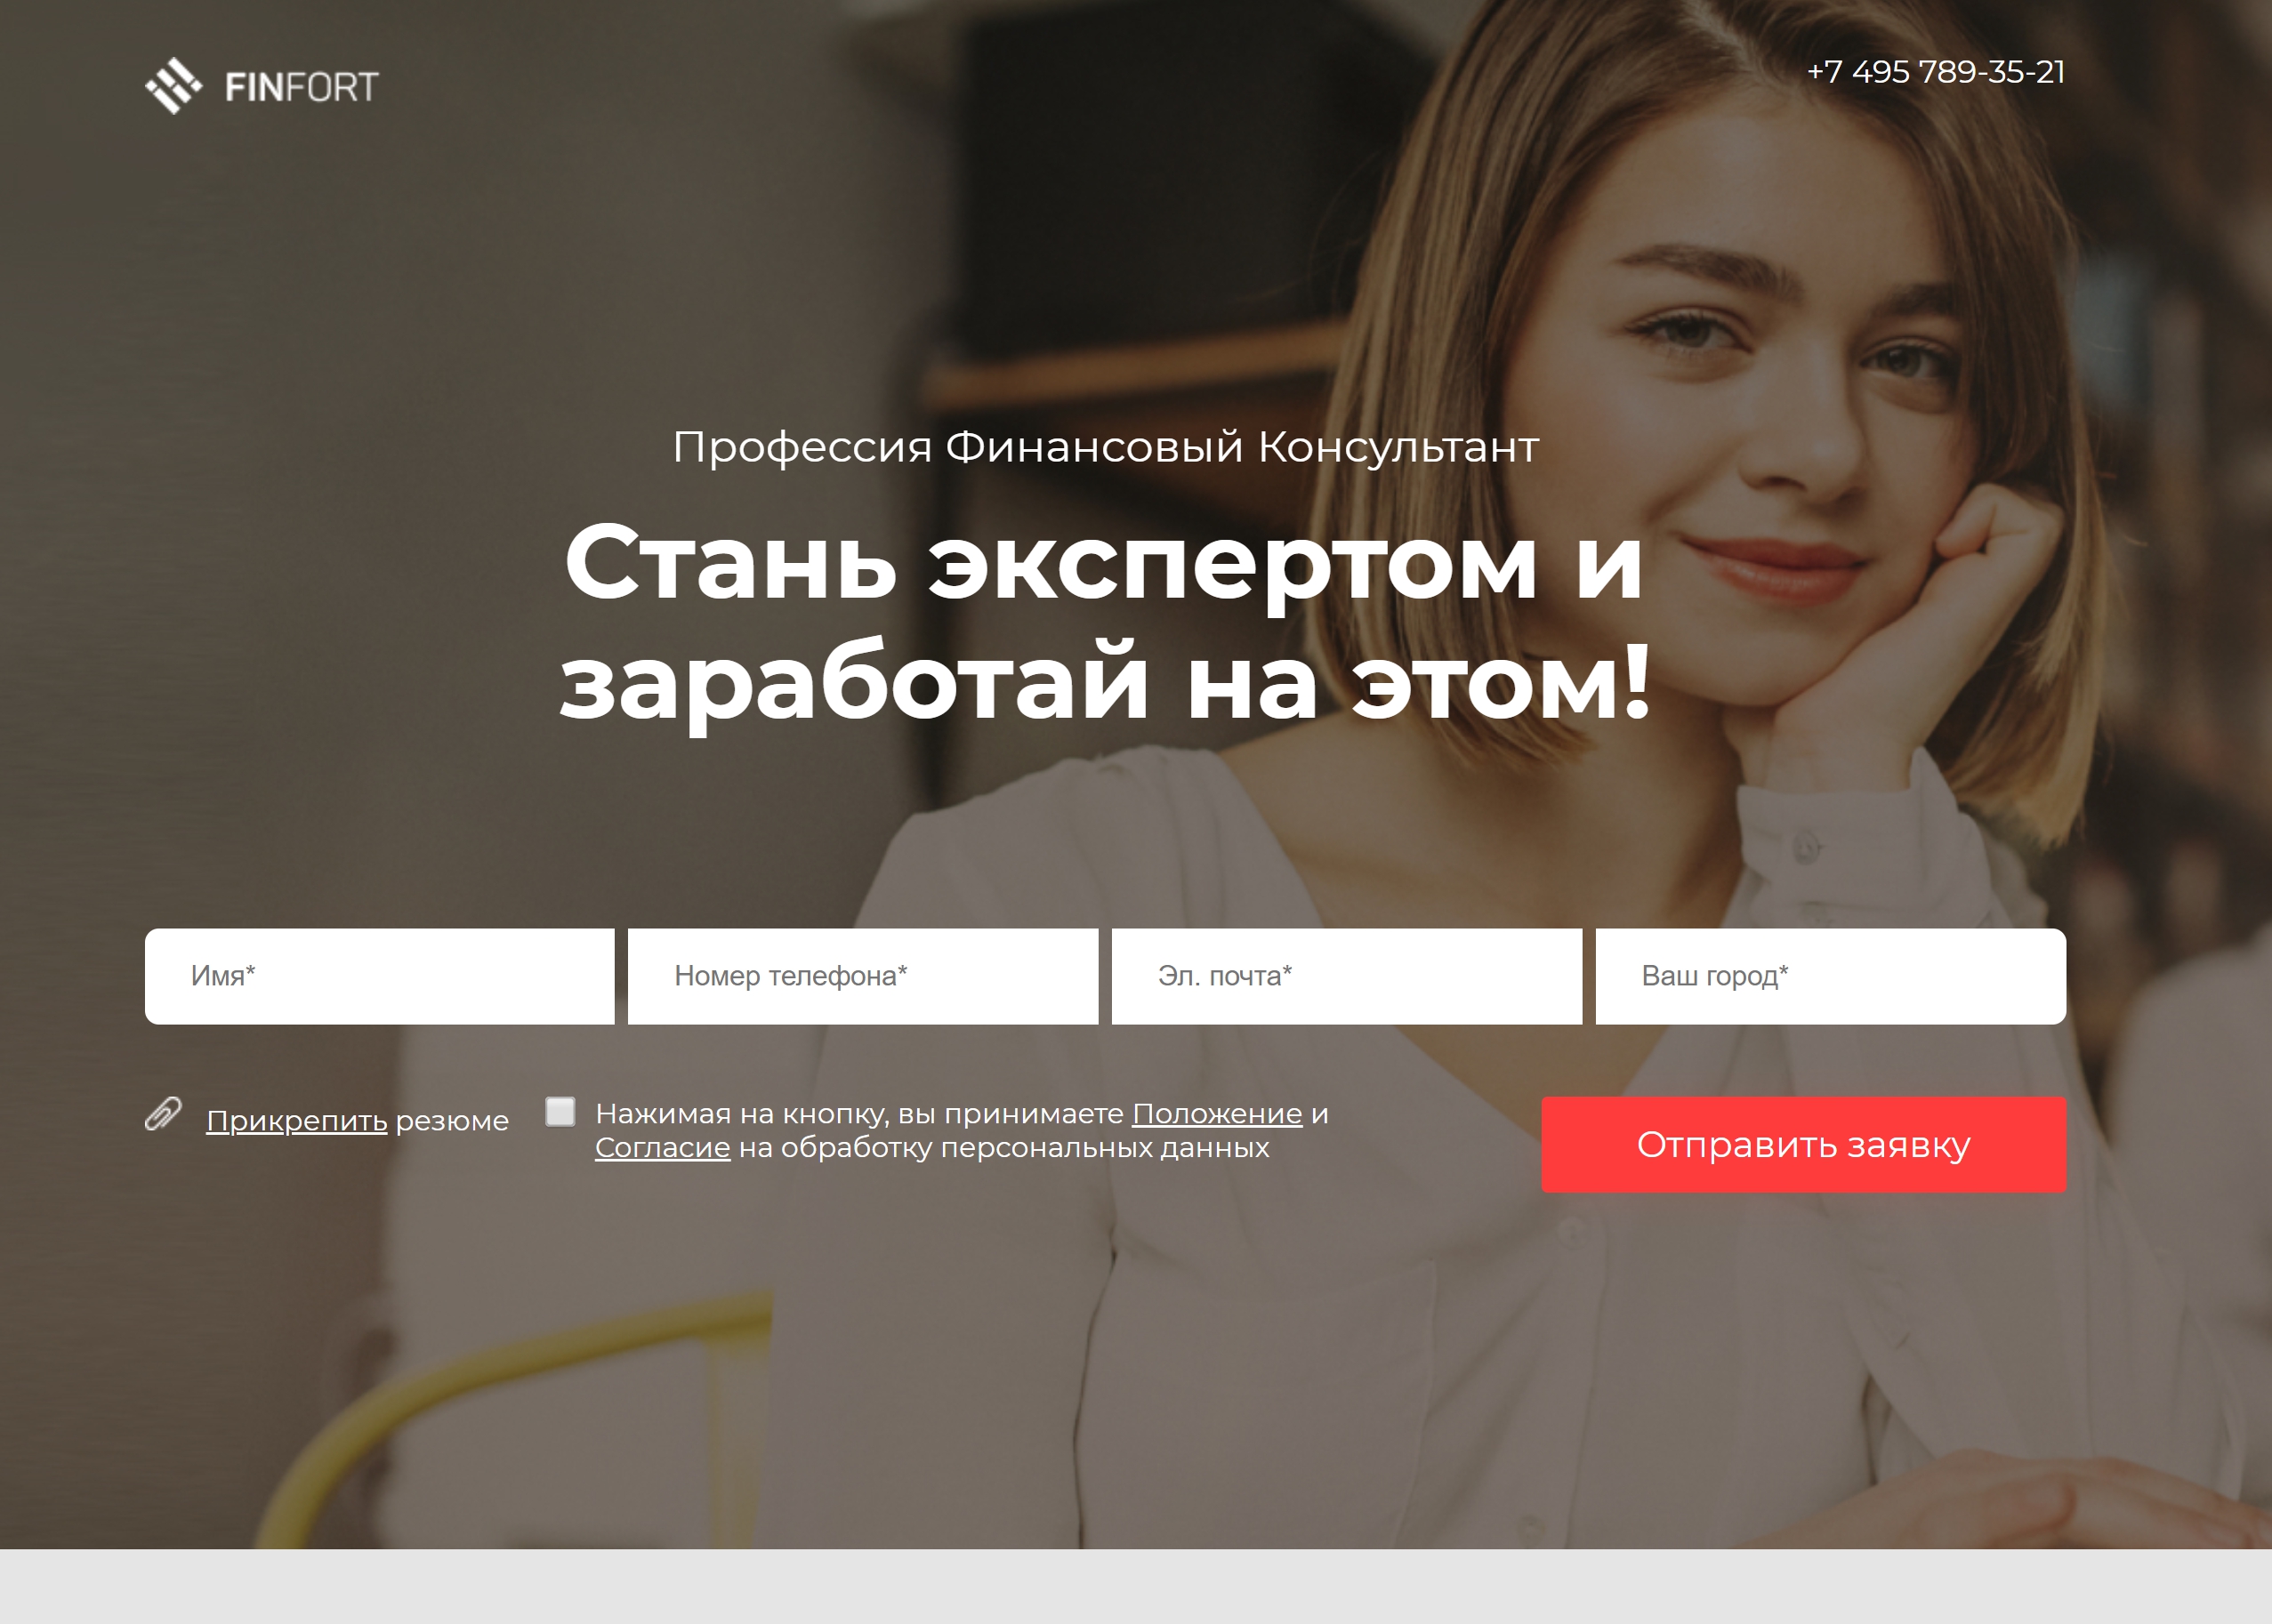 FINFORT
+7 495 789-35-21
Профессия Финансовый Консультант
Стань экспертом и
заработай на этом!
Имя*
Номер телефона*
Эл. почта*
Ваш город*
Прикрепить резюме
Нажимая на кнопку, вы принимаете Положение и
Согласие на обработку персональных данных
Отправить заявку